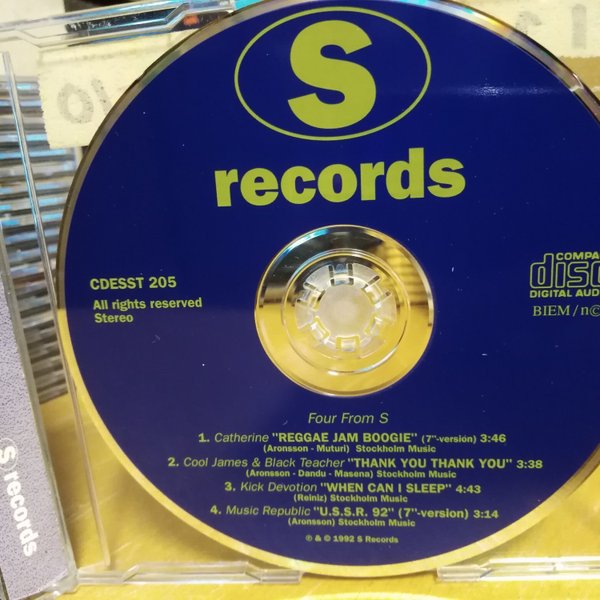 S
records
CDESST 205
All rights reserved
Stereo
COMPA
disc
DIGITAL AUD
BIEM / n©
Four From S
1. Catherine "REGGAE JAM BOOGIE" (7"-version) 3:46
(Aronsson - Muturi) Stockholm Music
2. Cool James & Black Teacher "THANK YOU THANK YOU" 3:38
(Aronsson - Dandu - Masena) Stockholm Music
3. Kick Devotion "WHEN CAN I SLEEP" 4:43
(Reiniz) Stockholm Music
4. Music Republic "U.S.S.R. 92" (7"-version) 3:14
(Aronsson) Stockholm Music
℗ & © 1992 S Records
S records